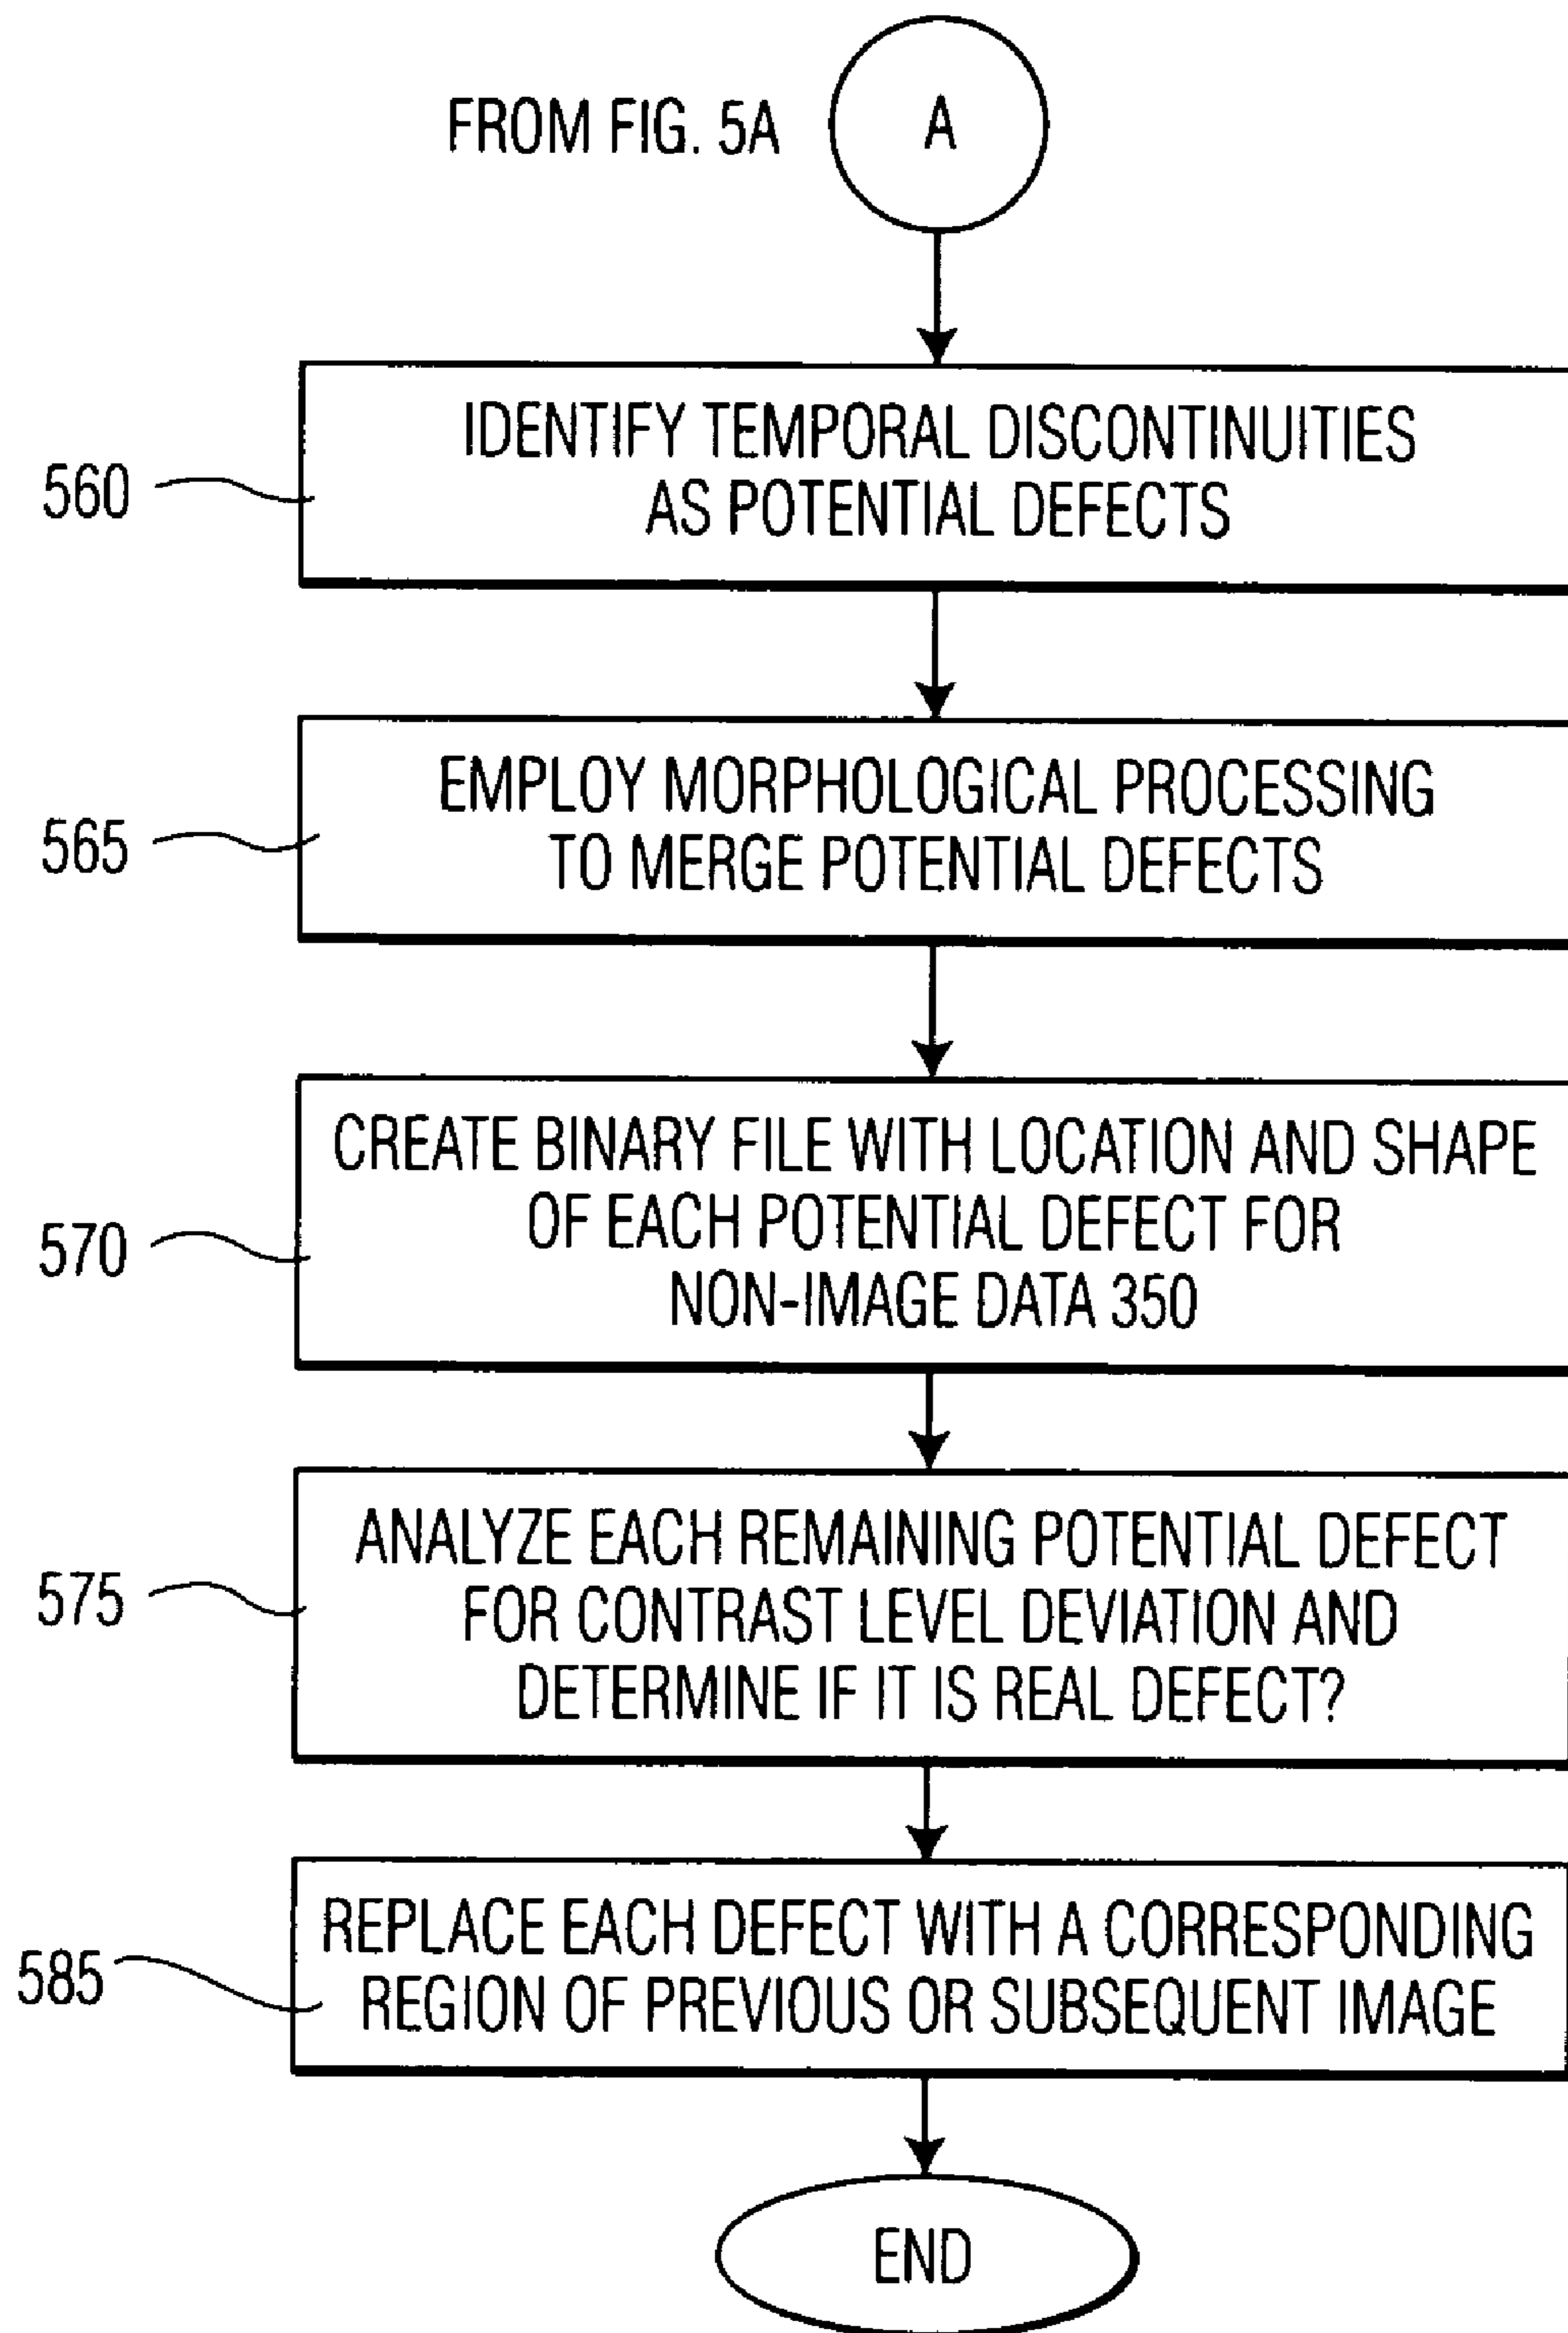 FROM FIG. 5A
A
560
IDENTIFY TEMPORAL DISCONTINUITIES
AS POTENTIAL DEFECTS
565
EMPLOY MORPHOLOGICAL PROCESSING
TO MERGE POTENTIAL DEFECTS
570
CREATE BINARY FILE WITH LOCATION AND SHAPE
OF EACH POTENTIAL DEFECT FOR
NON-IMAGE DATA 350
575
ANALYZE EACH REMAINING POTENTIAL DEFECT
FOR CONTRAST LEVEL DEVIATION AND
DETERMINE IF IT IS REAL DEFECT?
585
REPLACE EACH DEFECT WITH A CORRESPONDING
REGION OF PREVIOUS OR SUBSEQUENT IMAGE
END